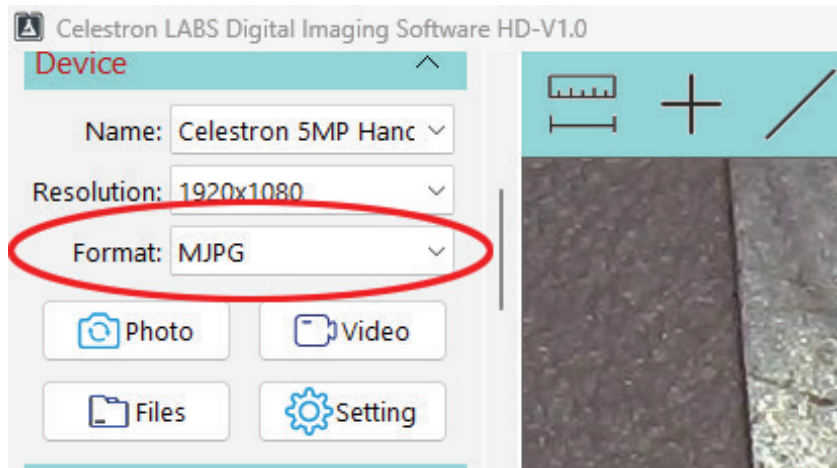 Celestron LABS Digital Imaging Software HD-V1.0
Device
Name: Celestron 5MP Hanc
Resolution: 1920x1080
Format: MJPG
Photo Video
Files Setting